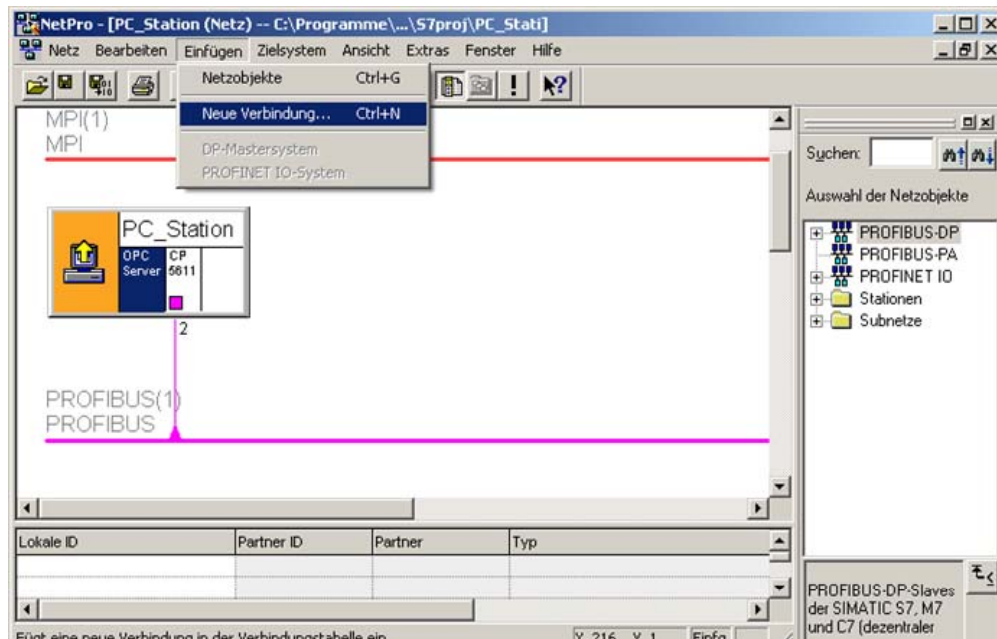 NetPro - [PC_Station (Netz) -- C:\Programme\...\S7proj\PC_Stati]
Netz Bearbeiten Einfügen Zielsystem Ansicht Extras Fenster Hilfe
Netzobjekte Ctrl+G
Neue Verbindung... Ctrl+N
DP-Mastersystem
PROFINET IO-System
MPI(1)
MPI
PC_Station
OPC Server
CP 5611
2
PROFIBUS(1)
PROFIBUS
Suchen:
Auswahl der Netzobjekte
PROFIBUS-DP
PROFIBUS-PA
PROFINET IO
Stationen
Subnetze
Lokale ID Partner ID Partner Typ
PROFIBUS-DP-Slaves
der SIMATIC S7, M7
und C7 (dezentraler
Fügt eine neue Verbindung in der Verbindungstabelle ein. X 216 Y 1 Einfg